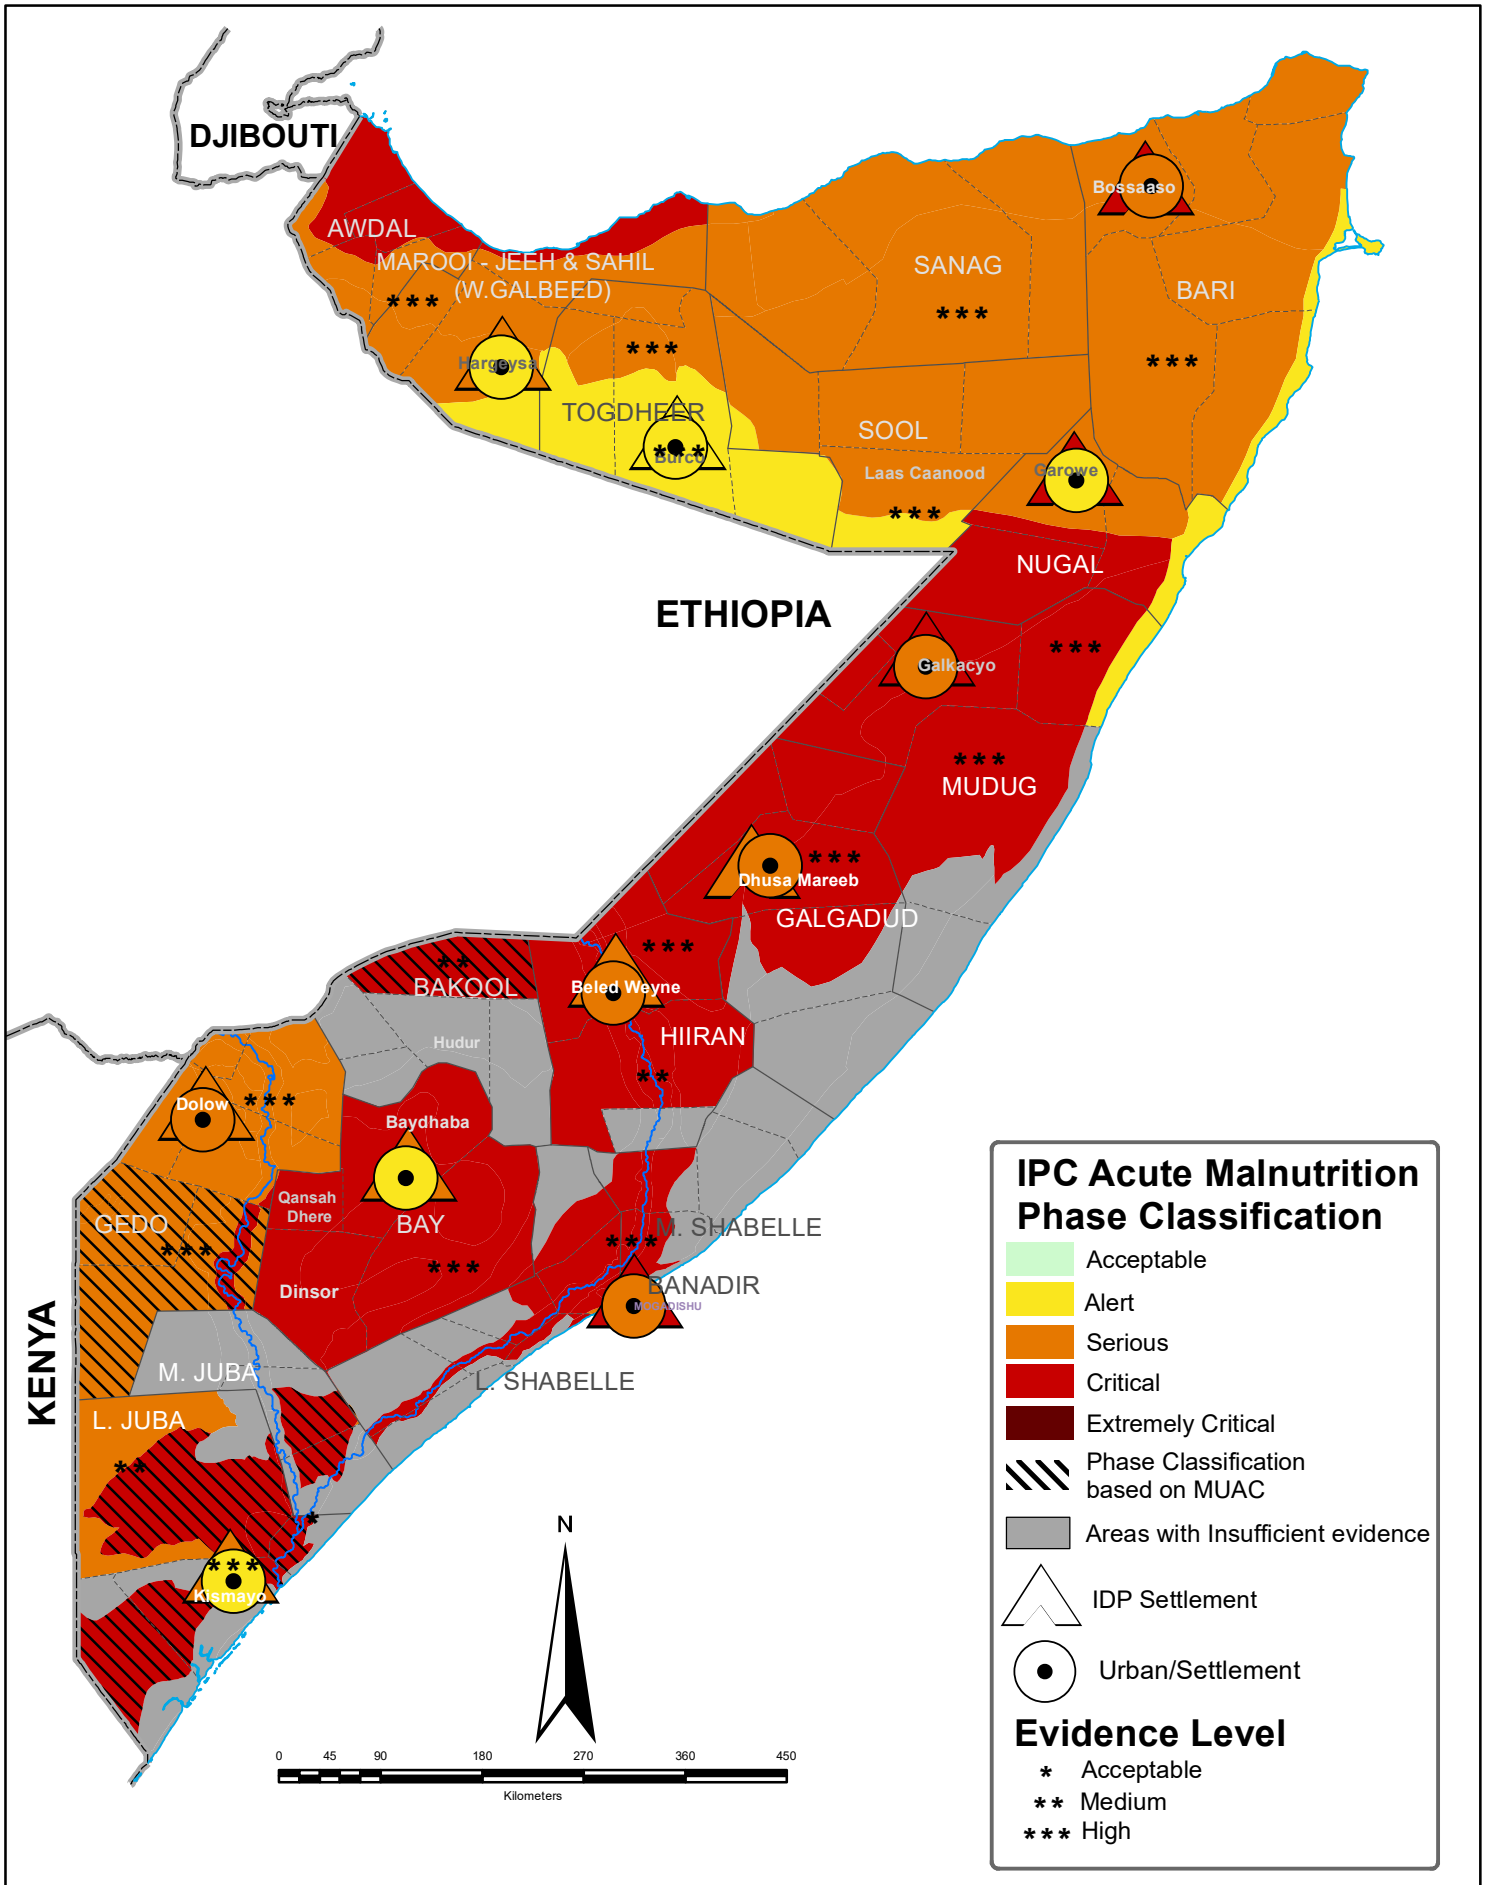 DJIBOUTI
Bossaaso
AWDAL
MAROOI - JEEH & SAHIL
(W.GALBEED)
SANAG
BARI
***
***
***
***
Hargeysa
TOGDHEER
SOOL
***
Burco
Laas Caanood
Garowe
***
NUGAL
ETHIOPIA
***
Galkacyo
***
MUDUG
***
Dhusa Mareeb
GALGADUD
***
**
BAKOOL
Beled Weyne
HIIRAN
Hudur
**
Dolow
***
Baydhaba
Qansah
Dhere
GEDO
BAY
M. SHABELLE
***
***
***
Dinsor
BANADIR
MOGADISHU
KENYA
M. JUBA
L. SHABELLE
L. JUBA
**
*
***
Kismayo
N
0 45 90 180 270 360 450
Kilometers
IPC Acute Malnutrition
Phase Classification
Acceptable
Alert
Serious
Critical
Extremely Critical
Phase Classification
based on MUAC
Areas with Insufficient evidence
IDP Settlement
Urban/Settlement
Evidence Level
* Acceptable
** Medium
*** High